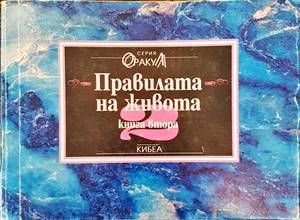 СЕРИЯ
ОРАКУЛ
Правилата
на живота
2
книга втора
КИБЕА